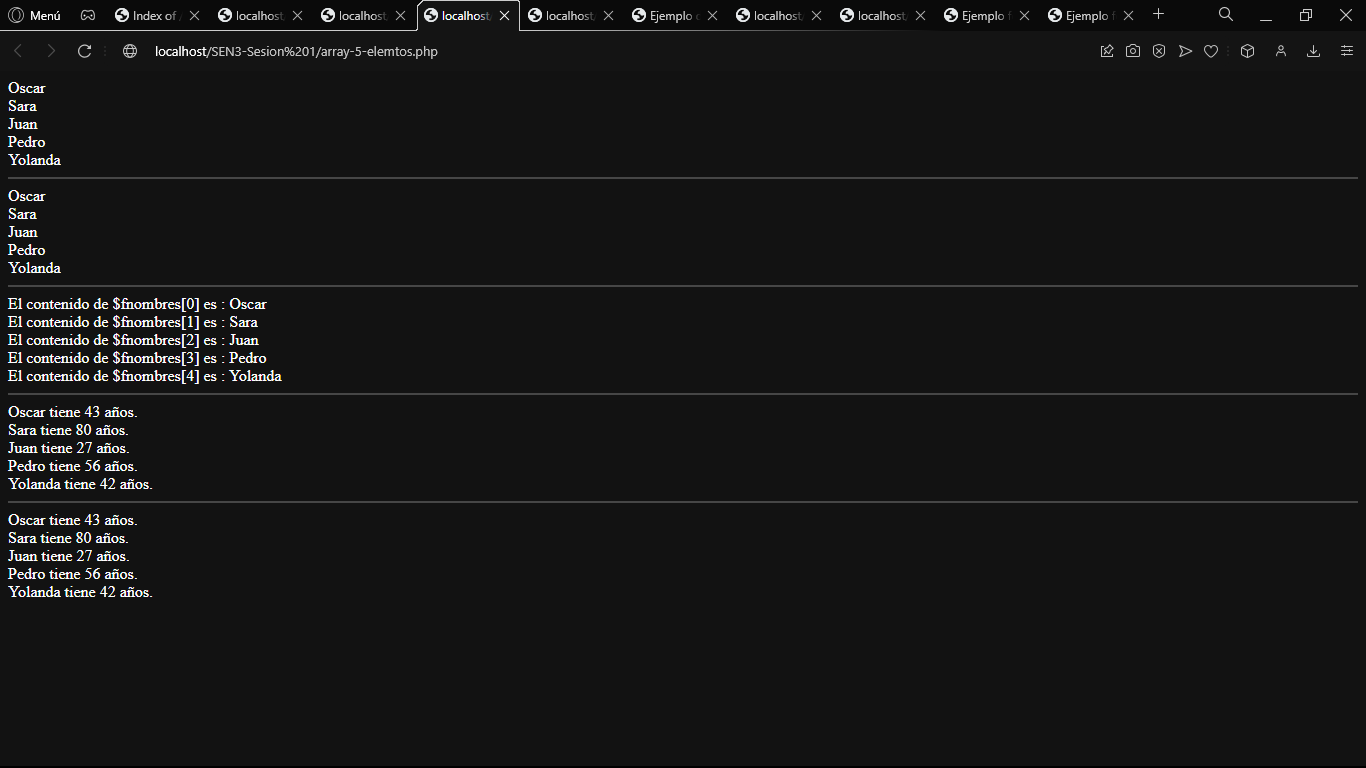 Menú
Index of
localhost
localhost
localhost
localhost
Ejemplo
localhost
localhost
Ejemplo
Ejemplo
localhost/SEN3-Sesion%201/array-5-elemtos.php
Oscar
Sara
Juan
Pedro
Yolanda
Oscar
Sara
Juan
Pedro
Yolanda
El contenido de $fnombres[0] es : Oscar
El contenido de $fnombres[1] es : Sara
El contenido de $fnombres[2] es : Juan
El contenido de $fnombres[3] es : Pedro
El contenido de $fnombres[4] es : Yolanda
Oscar tiene 43 años.
Sara tiene 80 años.
Juan tiene 27 años.
Pedro tiene 56 años.
Yolanda tiene 42 años.
Oscar tiene 43 años.
Sara tiene 80 años.
Juan tiene 27 años.
Pedro tiene 56 años.
Yolanda tiene 42 años.